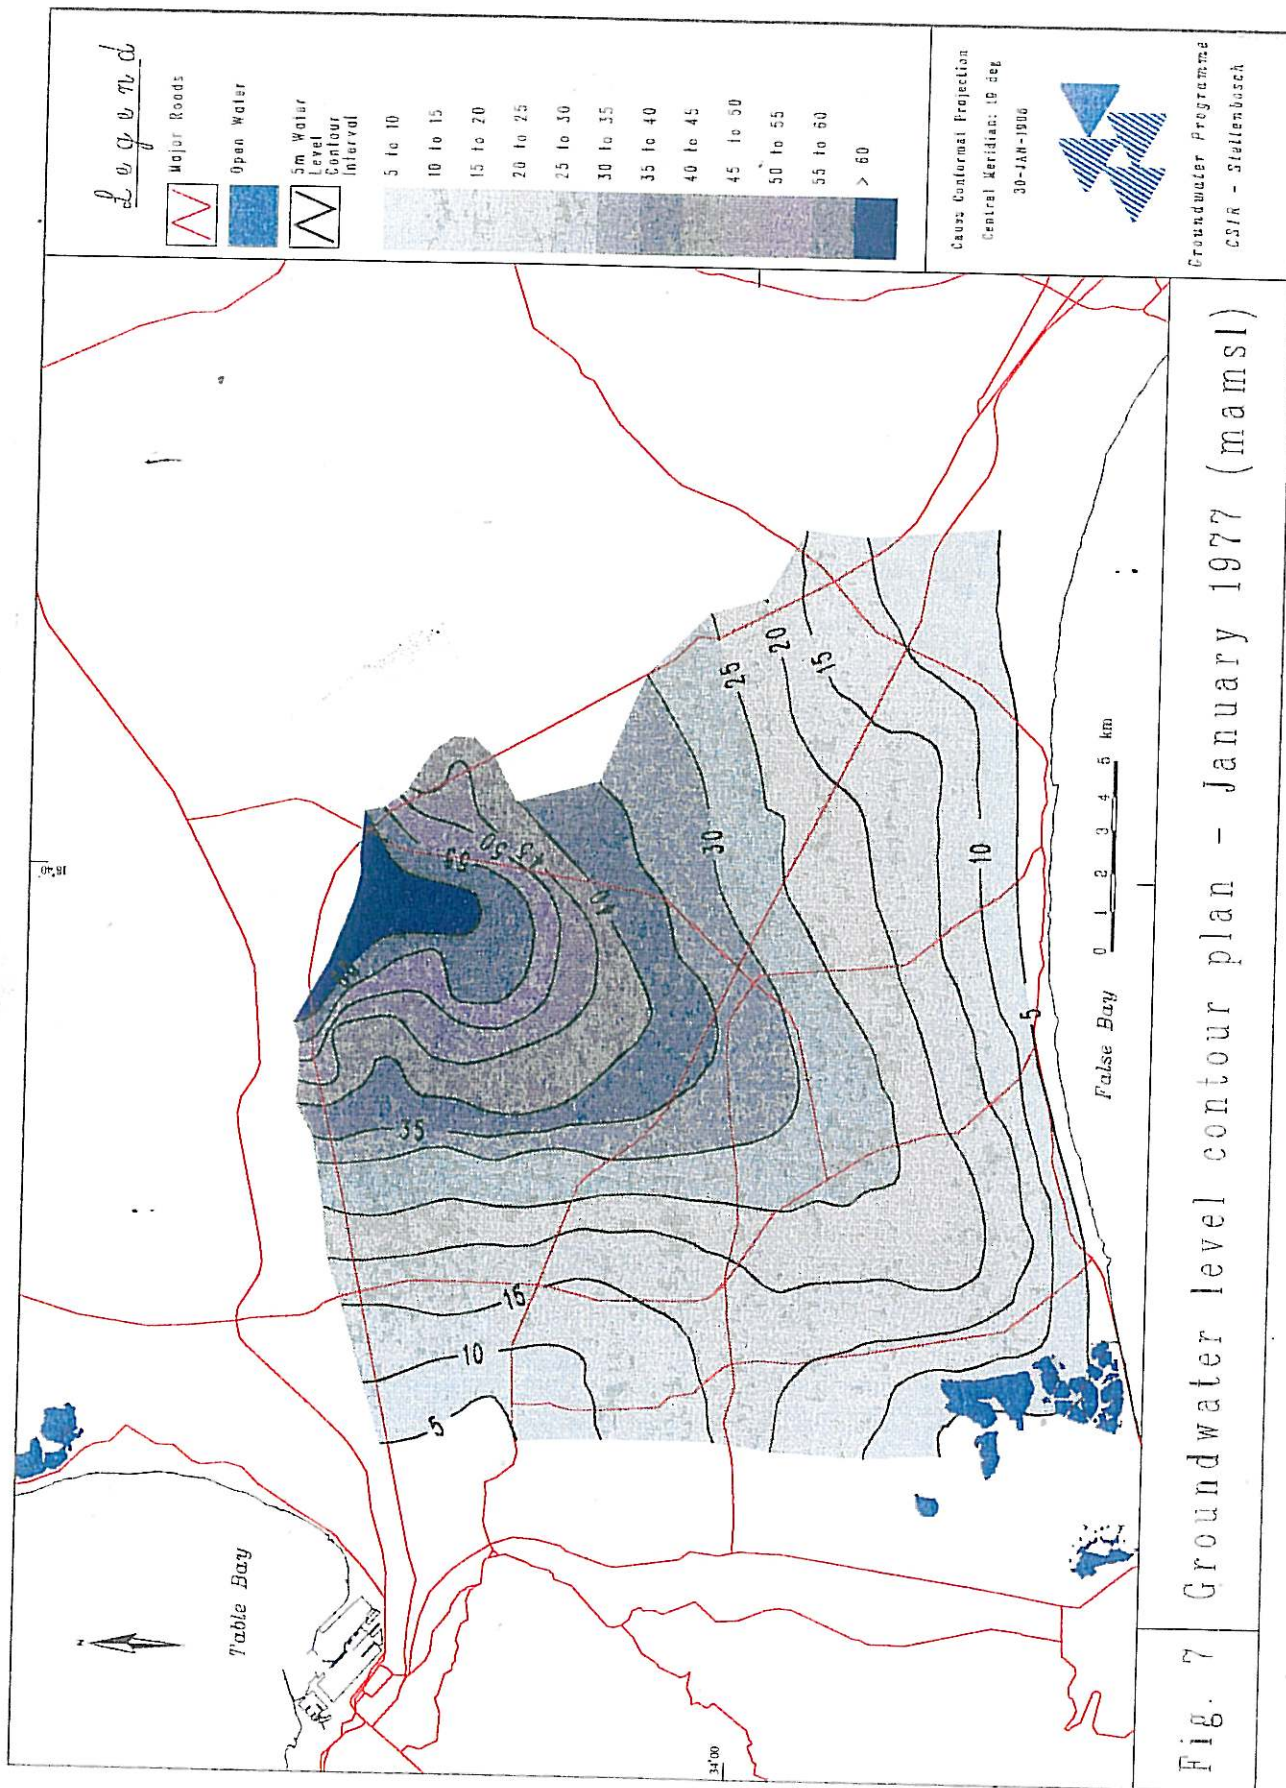 Legend
Major Roads
Open Water
5m Water
Level
Contour
Interval
5 to 10
10 to 15
15 to 20
20 to 25
25 to 30
30 to 35
35 to 40
40 to 45
45 to 50
50 to 55
55 to 60
> 60
Gauss Conformal Projection
Central Meridian: 19 deg
Groundwater Programme
CSIR - Stellenbosch
18°40'
34°00'
N
Table Bay
False Bay
0 1 2 3 4 5 km
5
10
15
35
40
45
50
55
30
25
20
15
10
5
Fig. 7
Groundwater level contour plan - January 1977 (mamsl)